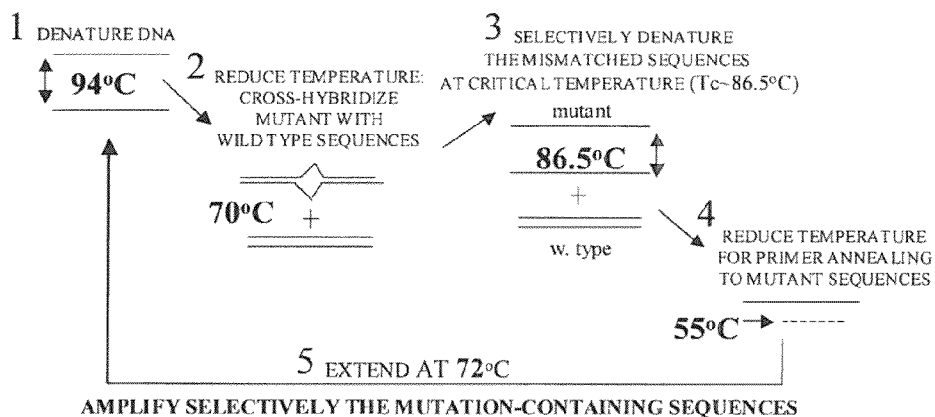 1 DENATURE DNA
94°C
2 REDUCE TEMPERATURE:
CROSS-HYBRIDIZE
MUTANT WITH
WILD TYPE SEQUENCES
70°C
+
3 SELECTIVELY DENATURE
THE MISMATCHED SEQUENCES
AT CRITICAL TEMPERATURE (Tc~86.5°C)
mutant
86.5°C
+
w. type
4
REDUCE TEMPERATURE
FOR PRIMER ANNEALING
TO MUTANT SEQUENCES
55°C
5 EXTEND AT 72°C
AMPLIFY SELECTIVELY THE MUTATION-CONTAINING SEQUENCES